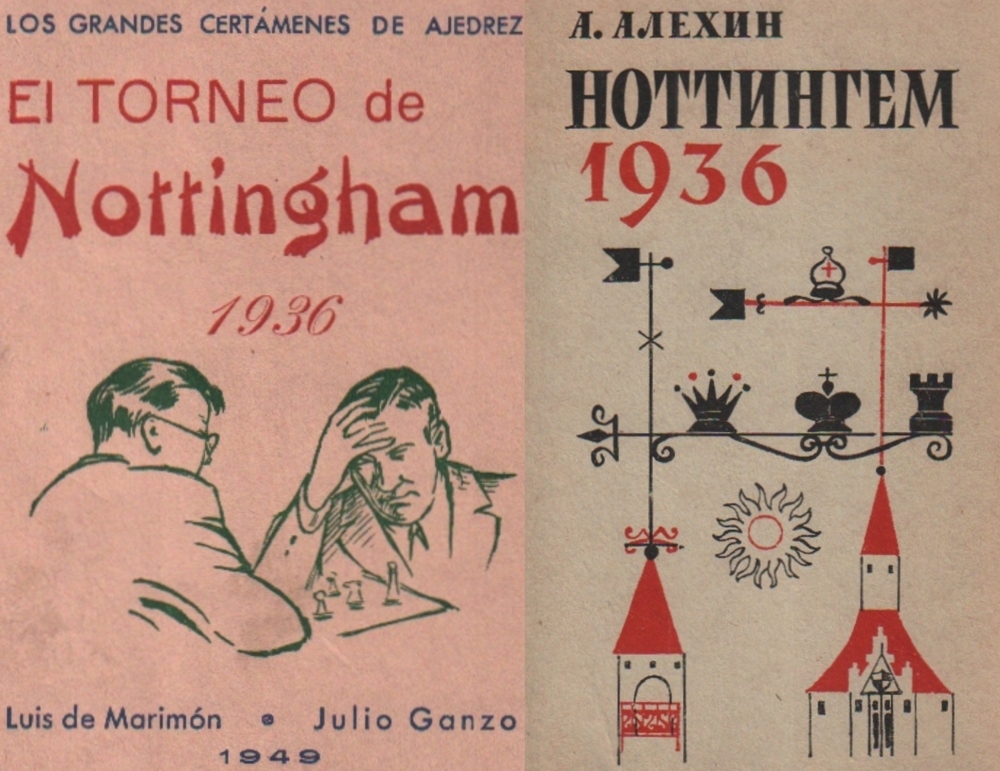 LOS GRANDES CERTÁMENES DE AJEDREZ
El TORNEO de
Nottingham
1936
Luis de Marimón • Julio Ganzo
1949
А. АЛЕХИН
НОТТИНГЕМ
1936